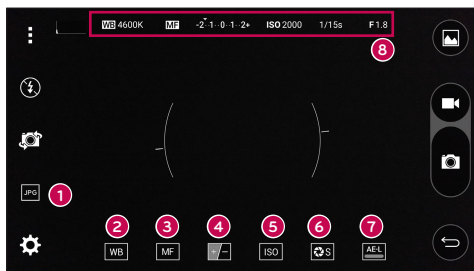 WB 4600K MF -2··1··0··1··2+ ISO 2000 1/15s F 1.8
8
JPG 1
2 3 4 5 6 7
WB MF +/- ISO S AE-L